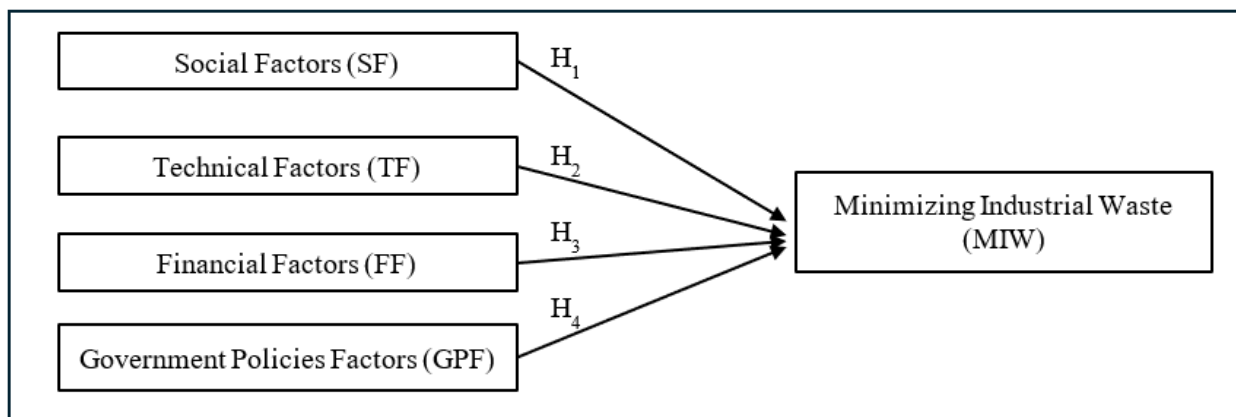 Social Factors (SF)
H₁
Technical Factors (TF)
H₂
Minimizing Industrial Waste
(MIW)
Financial Factors (FF)
H₃
Government Policies Factors (GPF)
H₄